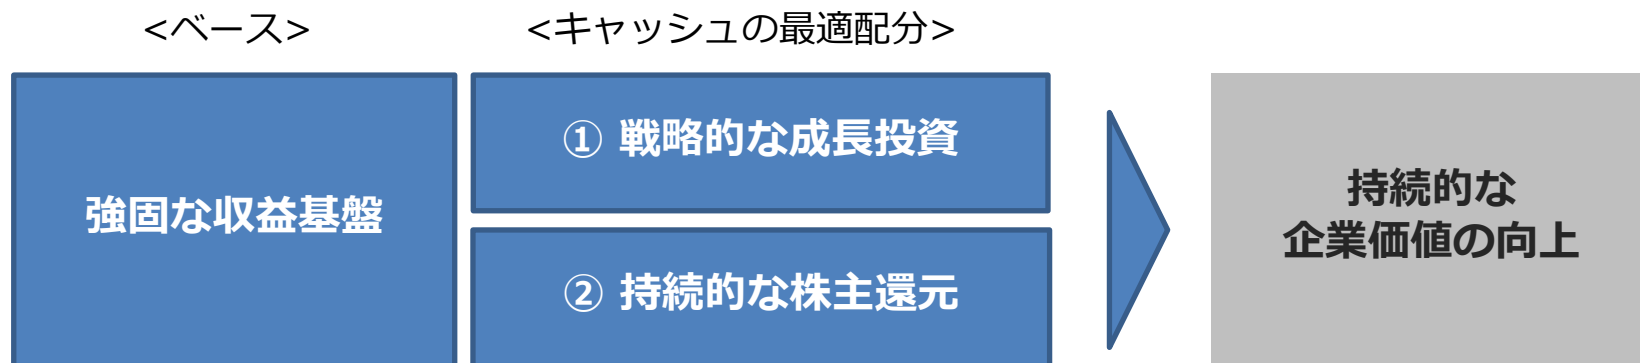 <ベース>
<キャッシュの最適配分>
強固な収益基盤
① 戦略的な成長投資
② 持続的な株主還元
持続的な
企業価値の向上